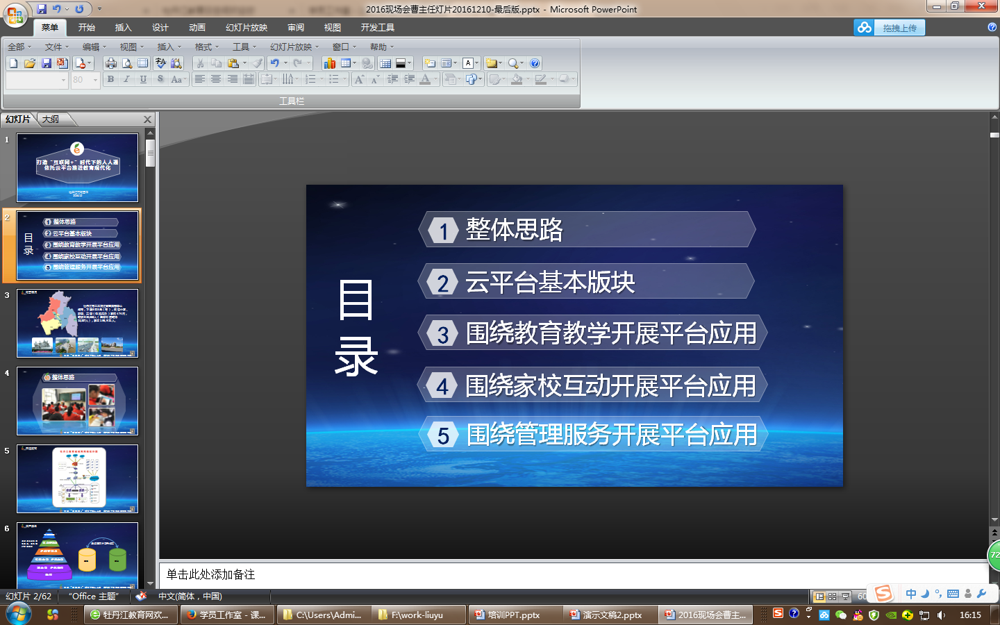 2016现场会曹主任灯片20161210-最后版.pptx - Microsoft PowerPoint
菜单 开始 插入 设计 动画 幻灯片放映 审阅 视图 开发工具
拖拽上传
全部 文件 编辑 视图 插入 格式 工具 幻灯片放映 窗口 帮助
80
B I U S Aa
工具栏
幻灯片 大纲
1
打造“互联网+”时代下的人人通
依托云平台推进教育现代化
2
目录
1 整体思路
2 云平台基本版块
3 围绕教育教学开展平台应用
4 围绕家校互动开展平台应用
5 围绕管理服务开展平台应用
3
4
整体思路
5
6
目
录
1 整体思路
2 云平台基本版块
3 围绕教育教学开展平台应用
4 围绕家校互动开展平台应用
5 围绕管理服务开展平台应用
72
单击此处添加备注
幻灯片 2/62 “Office 主题” 中文(简体，中国)
60
中
牡丹江教育网欢...
学员工作室 - 课...
C:\Users\Admi...
F:\work-liuyu
培训PPT.pptx
演示文稿2.pptx
2016现场会曹主...
16:15